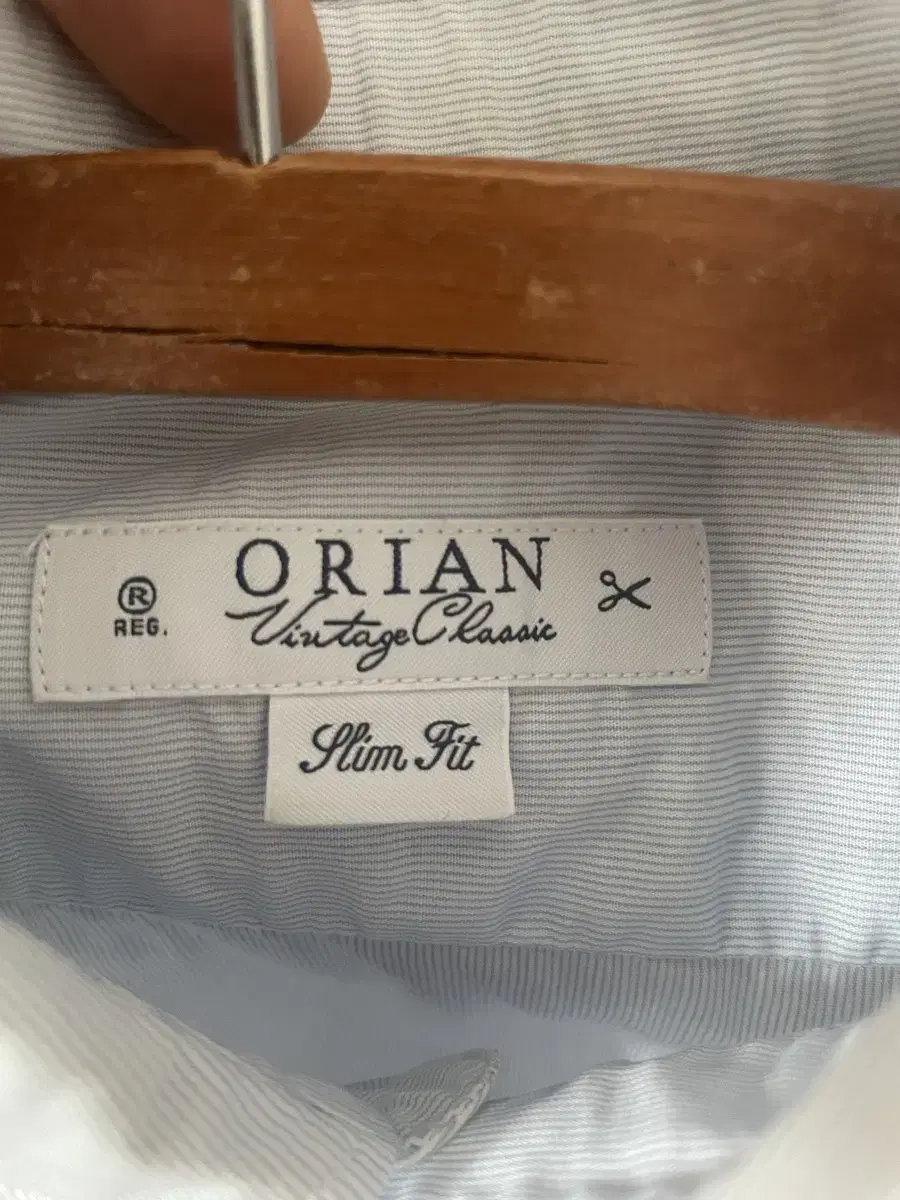 ® ORIAN
REG. Vintage Classic
Slim Fit